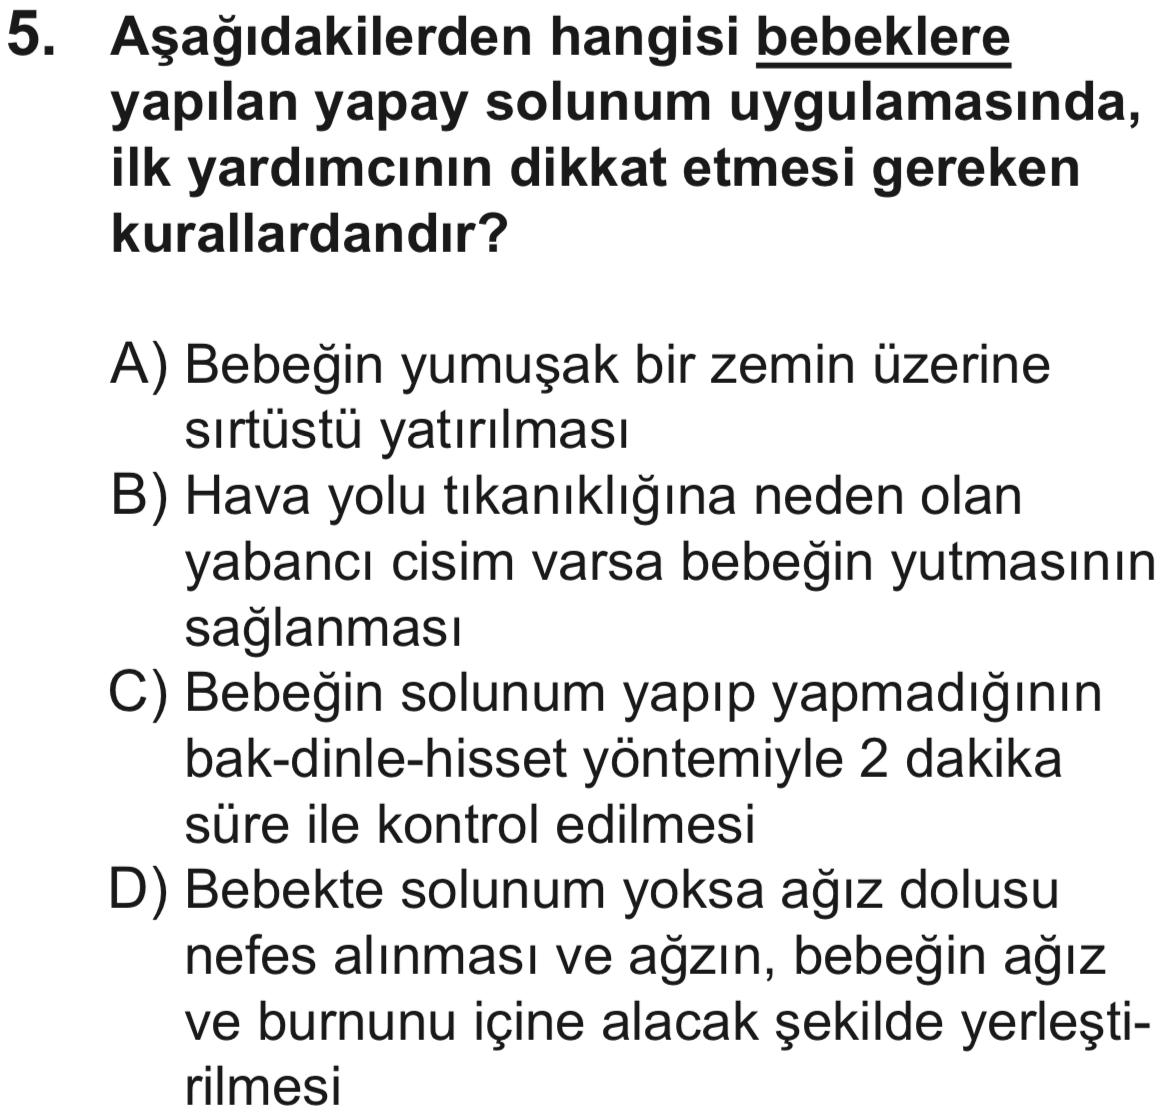 5. Aşağıdakilerden hangisi bebeklere
yapılan yapay solunum uygulamasında,
ilk yardımcının dikkat etmesi gereken
kurallardandır?
A) Bebeğin yumuşak bir zemin üzerine
sırtüstü yatırılması
B) Hava yolu tıkanıklığına neden olan
yabancı cisim varsa bebeğin yutmasının
sağlanması
C) Bebeğin solunum yapıp yapmadığının
bak-dinle-hisset yöntemiyle 2 dakika
süre ile kontrol edilmesi
D) Bebekte solunum yoksa ağız dolusu
nefes alınması ve ağzın, bebeğin ağız
ve burnunu içine alacak şekilde yerleşti-
rilmesi